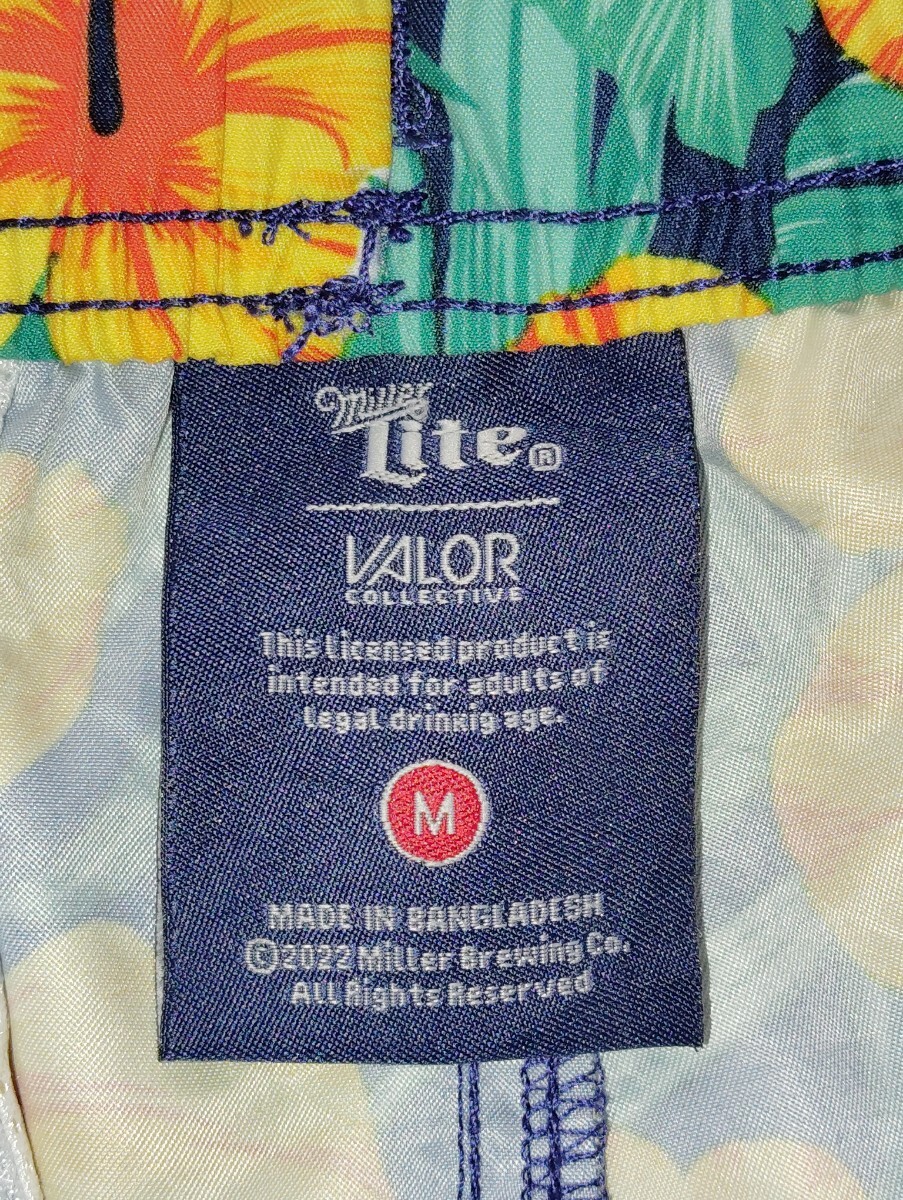 Miller
Lite®
VALOR
COLLECTIVE
This licensed product is
intended for adults of
legal drinkig age.
M
MADE IN BANGLADESH
©2022 Miller Brewing Co.
All Rights Reserved